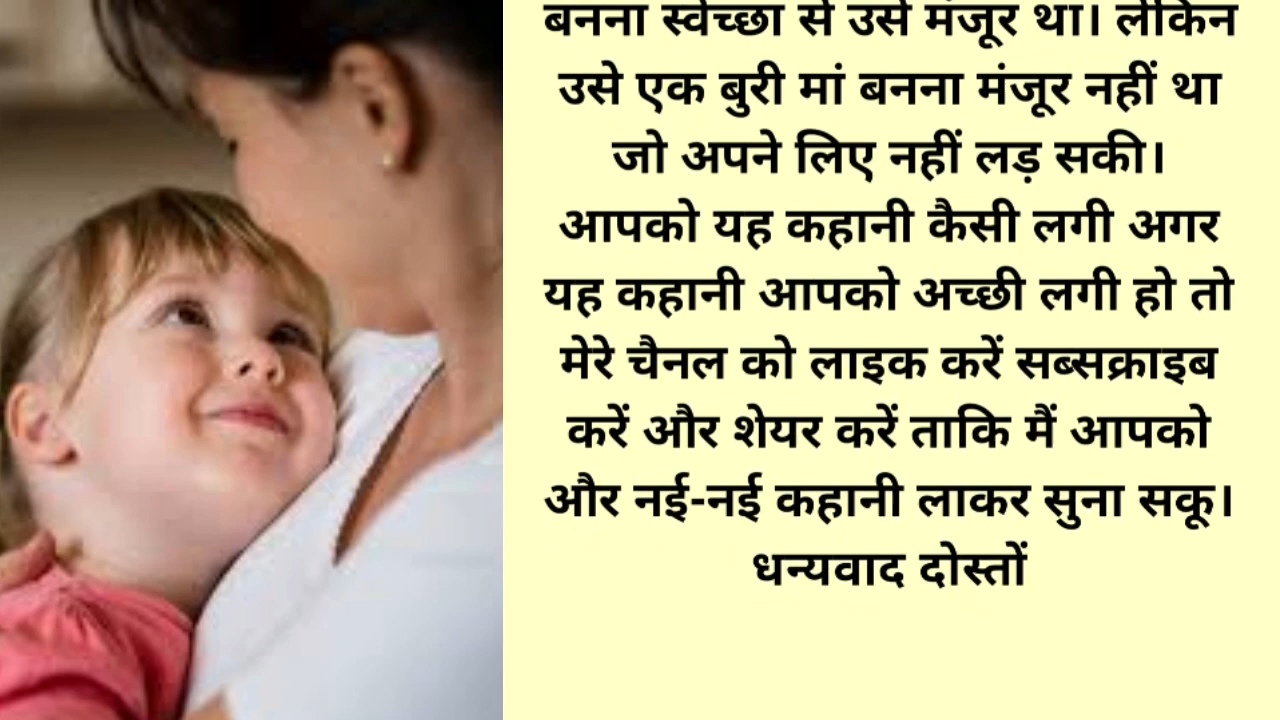 बनना स्वेच्छा से उसे मंजूर था। लेकिन
उसे एक बुरी मां बनना मंजूर नहीं था
जो अपने लिए नहीं लड़ सकी।
आपको यह कहानी कैसी लगी अगर
यह कहानी आपको अच्छी लगी हो तो
मेरे चैनल को लाइक करें सब्सक्राइब
करें और शेयर करें ताकि मैं आपको
और नई-नई कहानी लाकर सुना सकू।
धन्यवाद दोस्तों